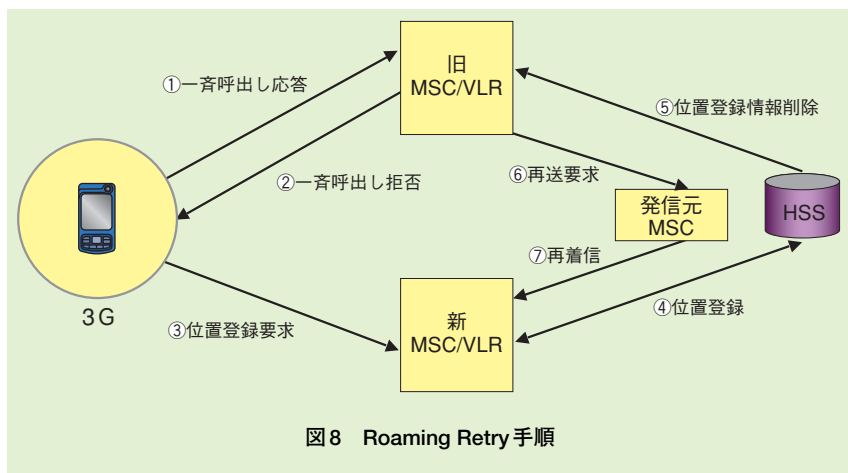 旧
MSC/VLR
①一斉呼出し応答
⑤位置登録情報削除
②一斉呼出し拒否
⑥再送要求
発信元
MSC
HSS
⑦再着信
3G
③位置登録要求
新
MSC/VLR
④位置登録
図8 Roaming Retry手順